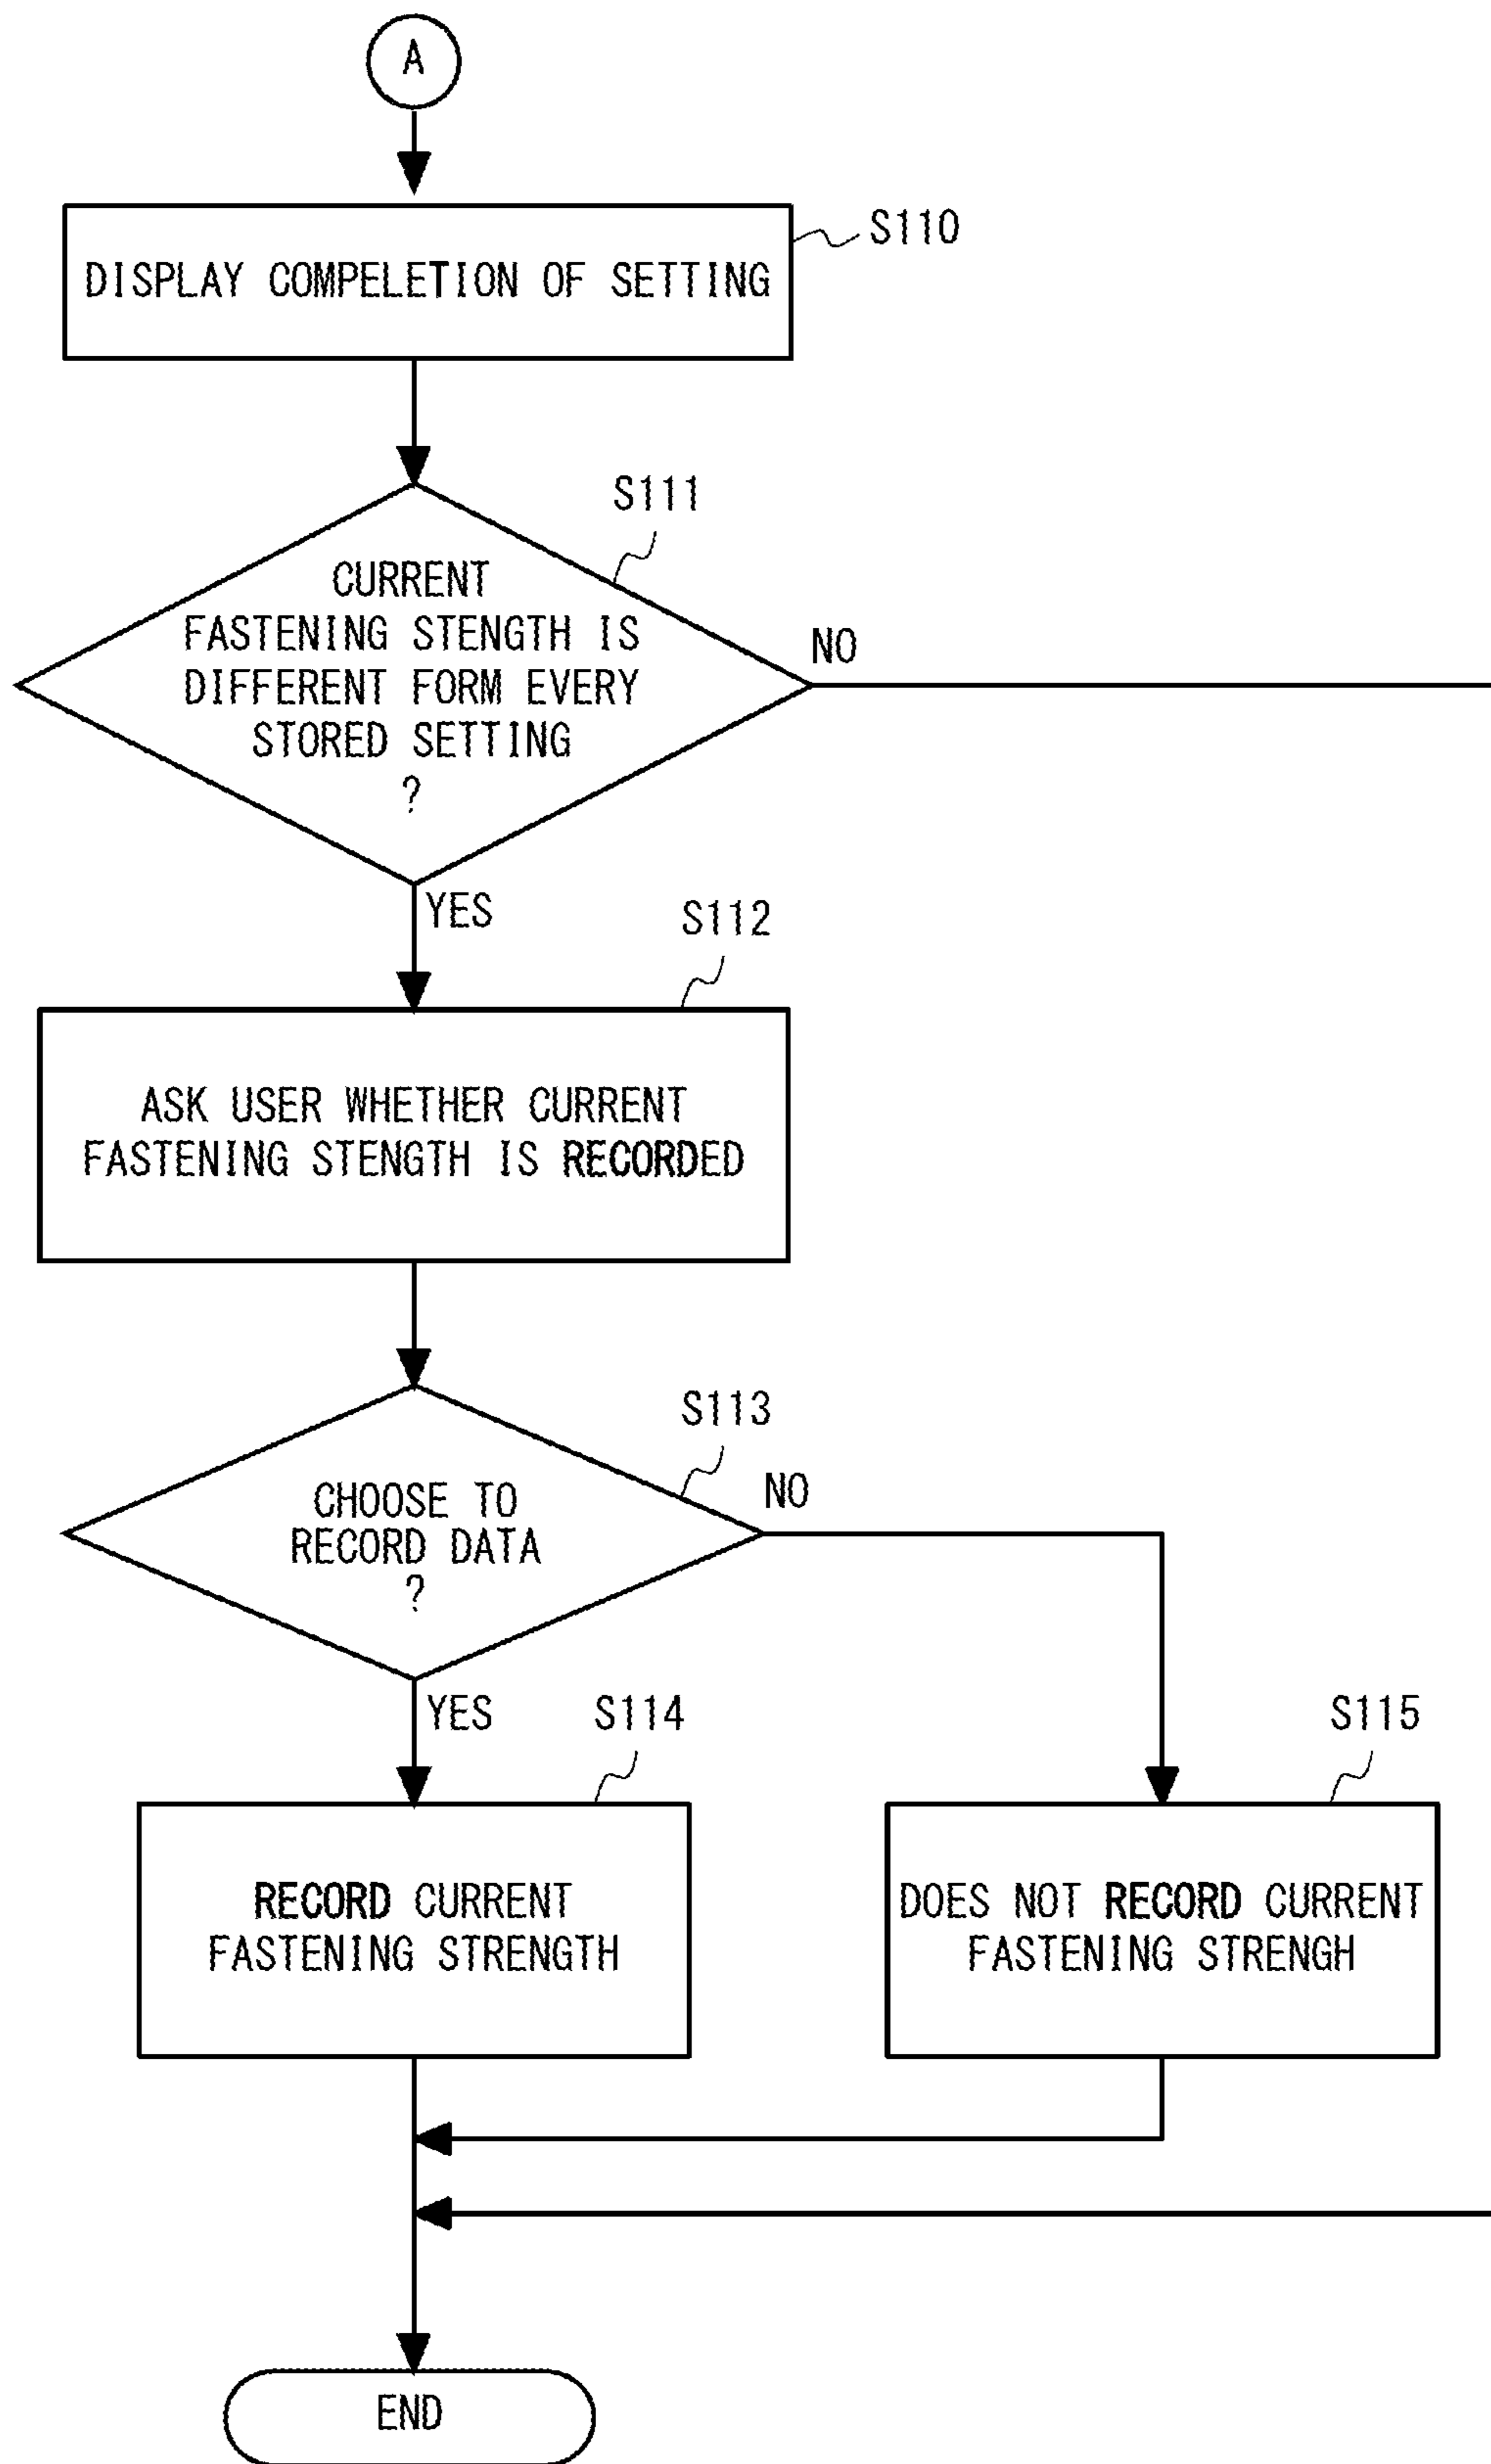 A
DISPLAY COMPELETION OF SETTING
S110
S111
CURRENT
FASTENING STENGTH IS
DIFFERENT FORM EVERY
STORED SETTING
?
NO
YES
S112
ASK USER WHETHER CURRENT
FASTENING STENGTH IS RECORDED
S113
CHOOSE TO
RECORD DATA
?
NO
YES
S114
S115
RECORD CURRENT
FASTENING STRENGTH
DOES NOT RECORD CURRENT
FASTENING STRENGH
END